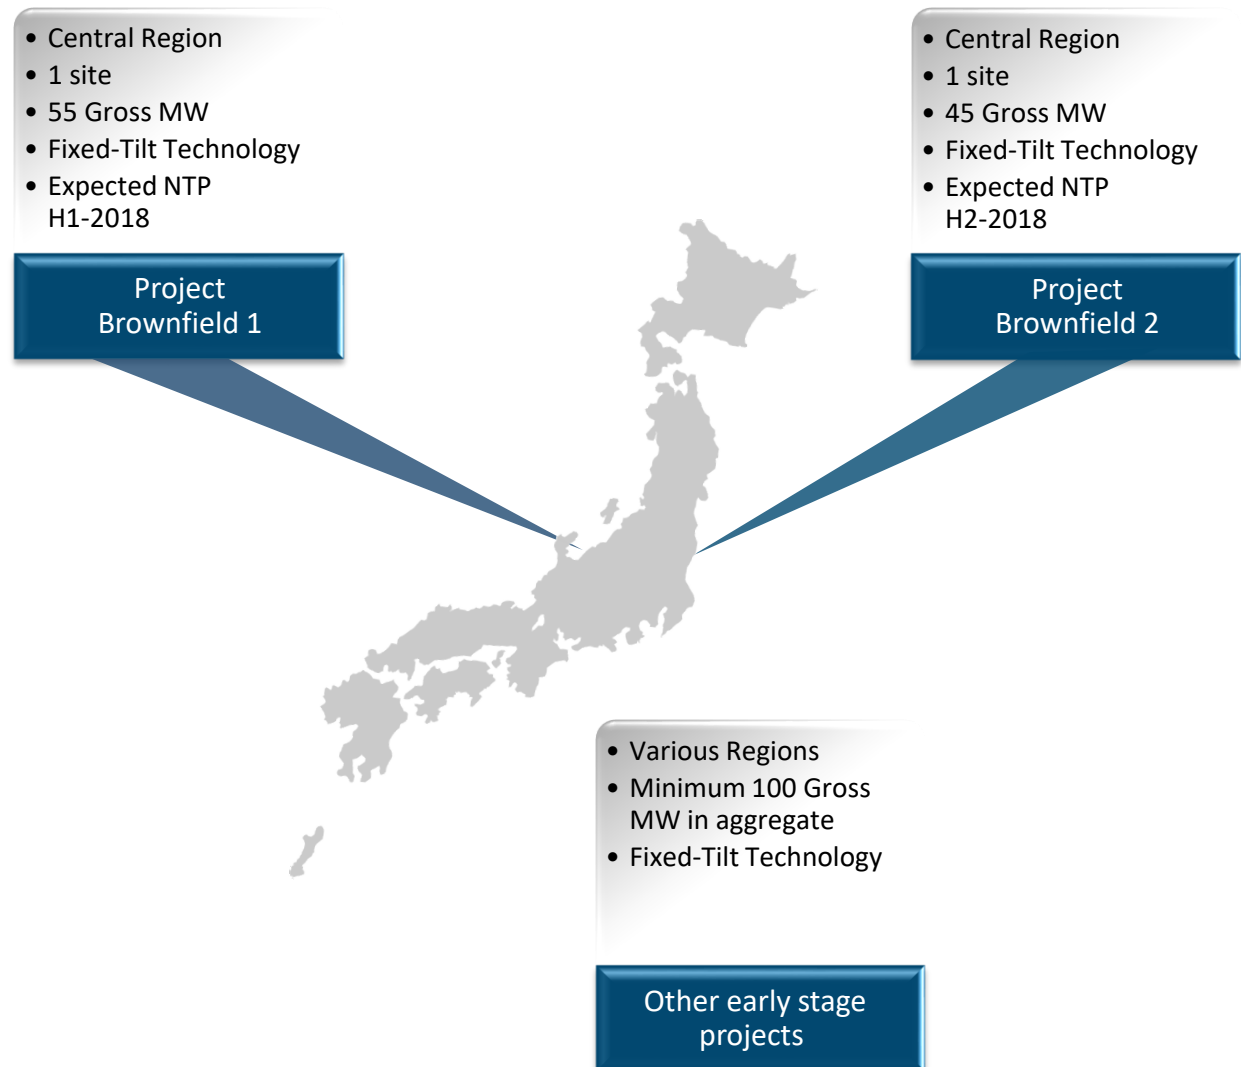 • Central Region
• 1 site
• 55 Gross MW
• Fixed-Tilt Technology
• Expected NTP
H1-2018
Project
Brownfield 1
• Central Region
• 1 site
• 45 Gross MW
• Fixed-Tilt Technology
• Expected NTP
H2-2018
Project
Brownfield 2
• Various Regions
• Minimum 100 Gross
MW in aggregate
• Fixed-Tilt Technology
Other early stage
projects